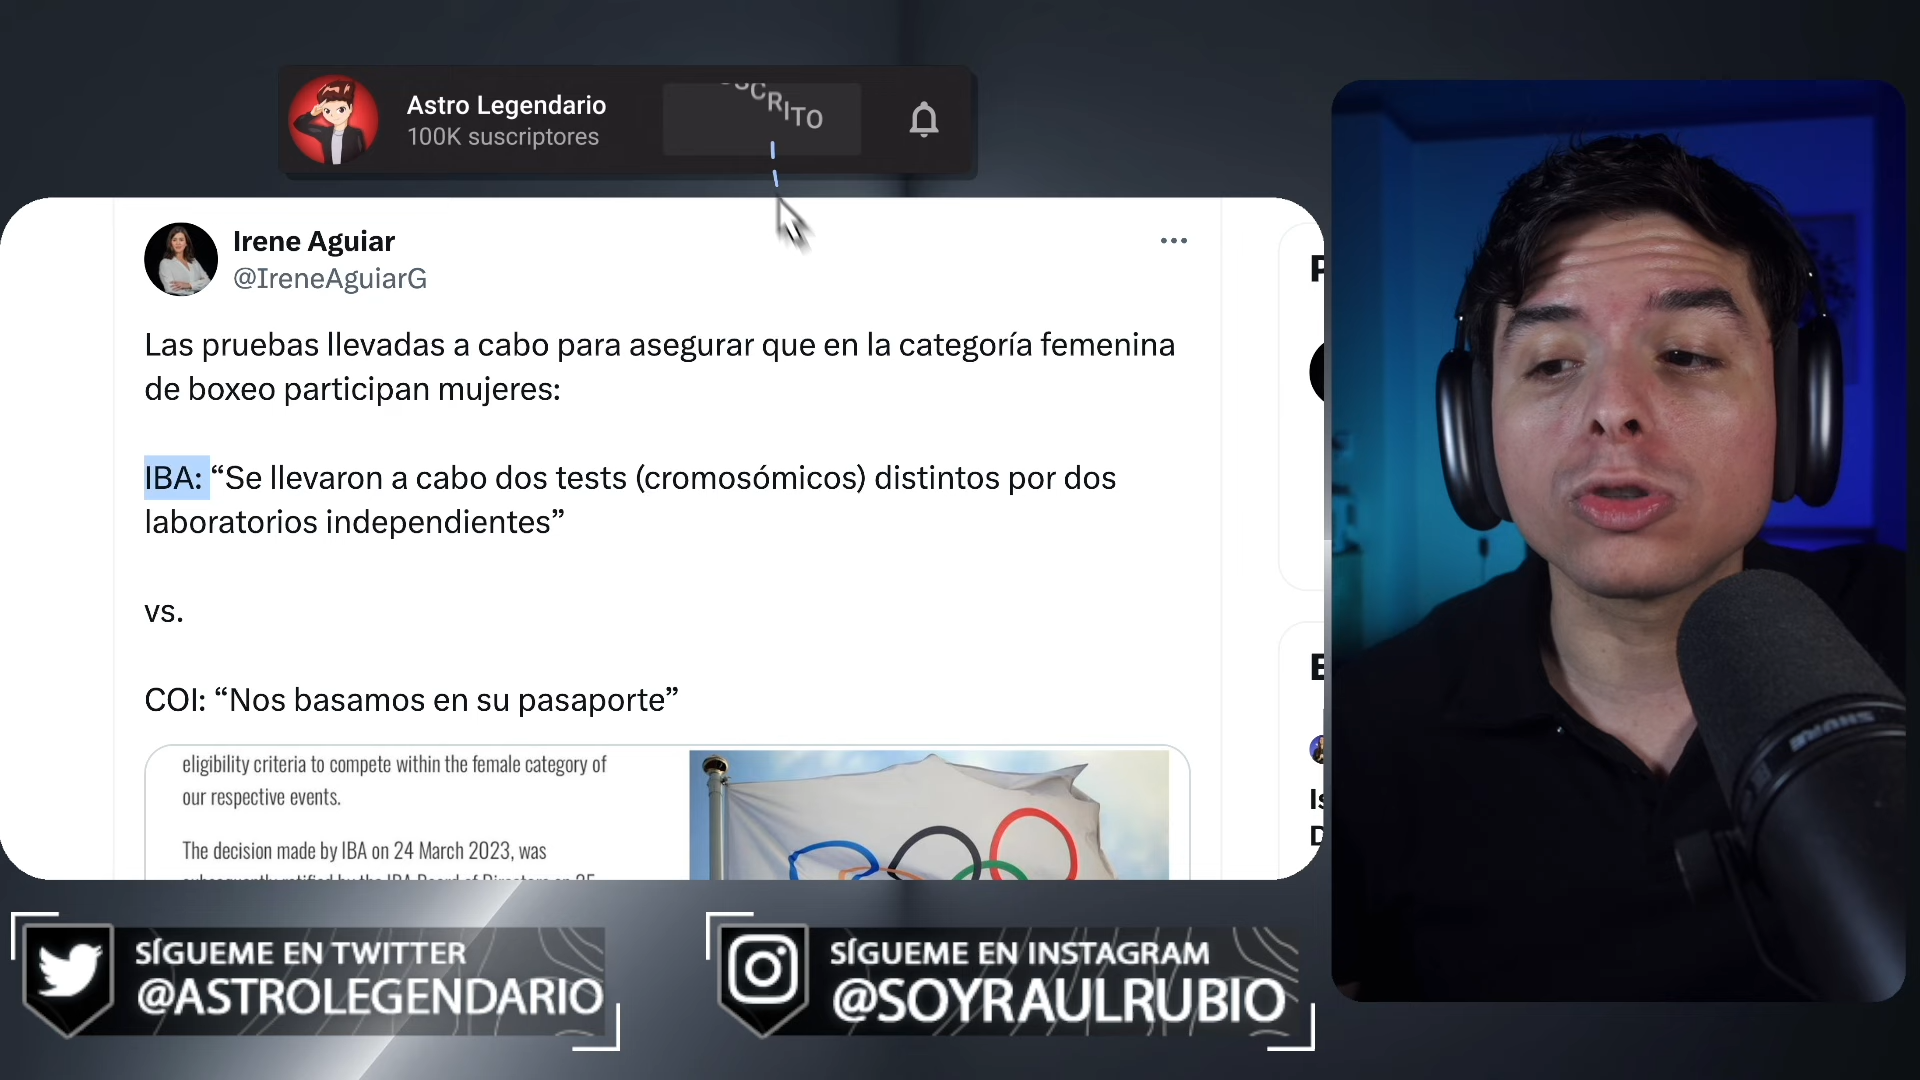 Astro Legendario
100K suscriptores
Irene Aguiar
@IreneAguiarG
Las pruebas llevadas a cabo para asegurar que en la categoría femenina
de boxeo participan mujeres:
IBA: “Se llevaron a cabo dos tests (cromosómicos) distintos por dos
laboratorios independientes”
vs.
COI: “Nos basamos en su pasaporte”
eligibility criteria to compete within the female category of
our respective events.
The decision made by IBA on 24 March 2023, was
SÍGUEME EN TWITTER
@ASTROLEGENDARIO
SÍGUEME EN INSTAGRAM
@SOYRAULRUBIO
SHURE